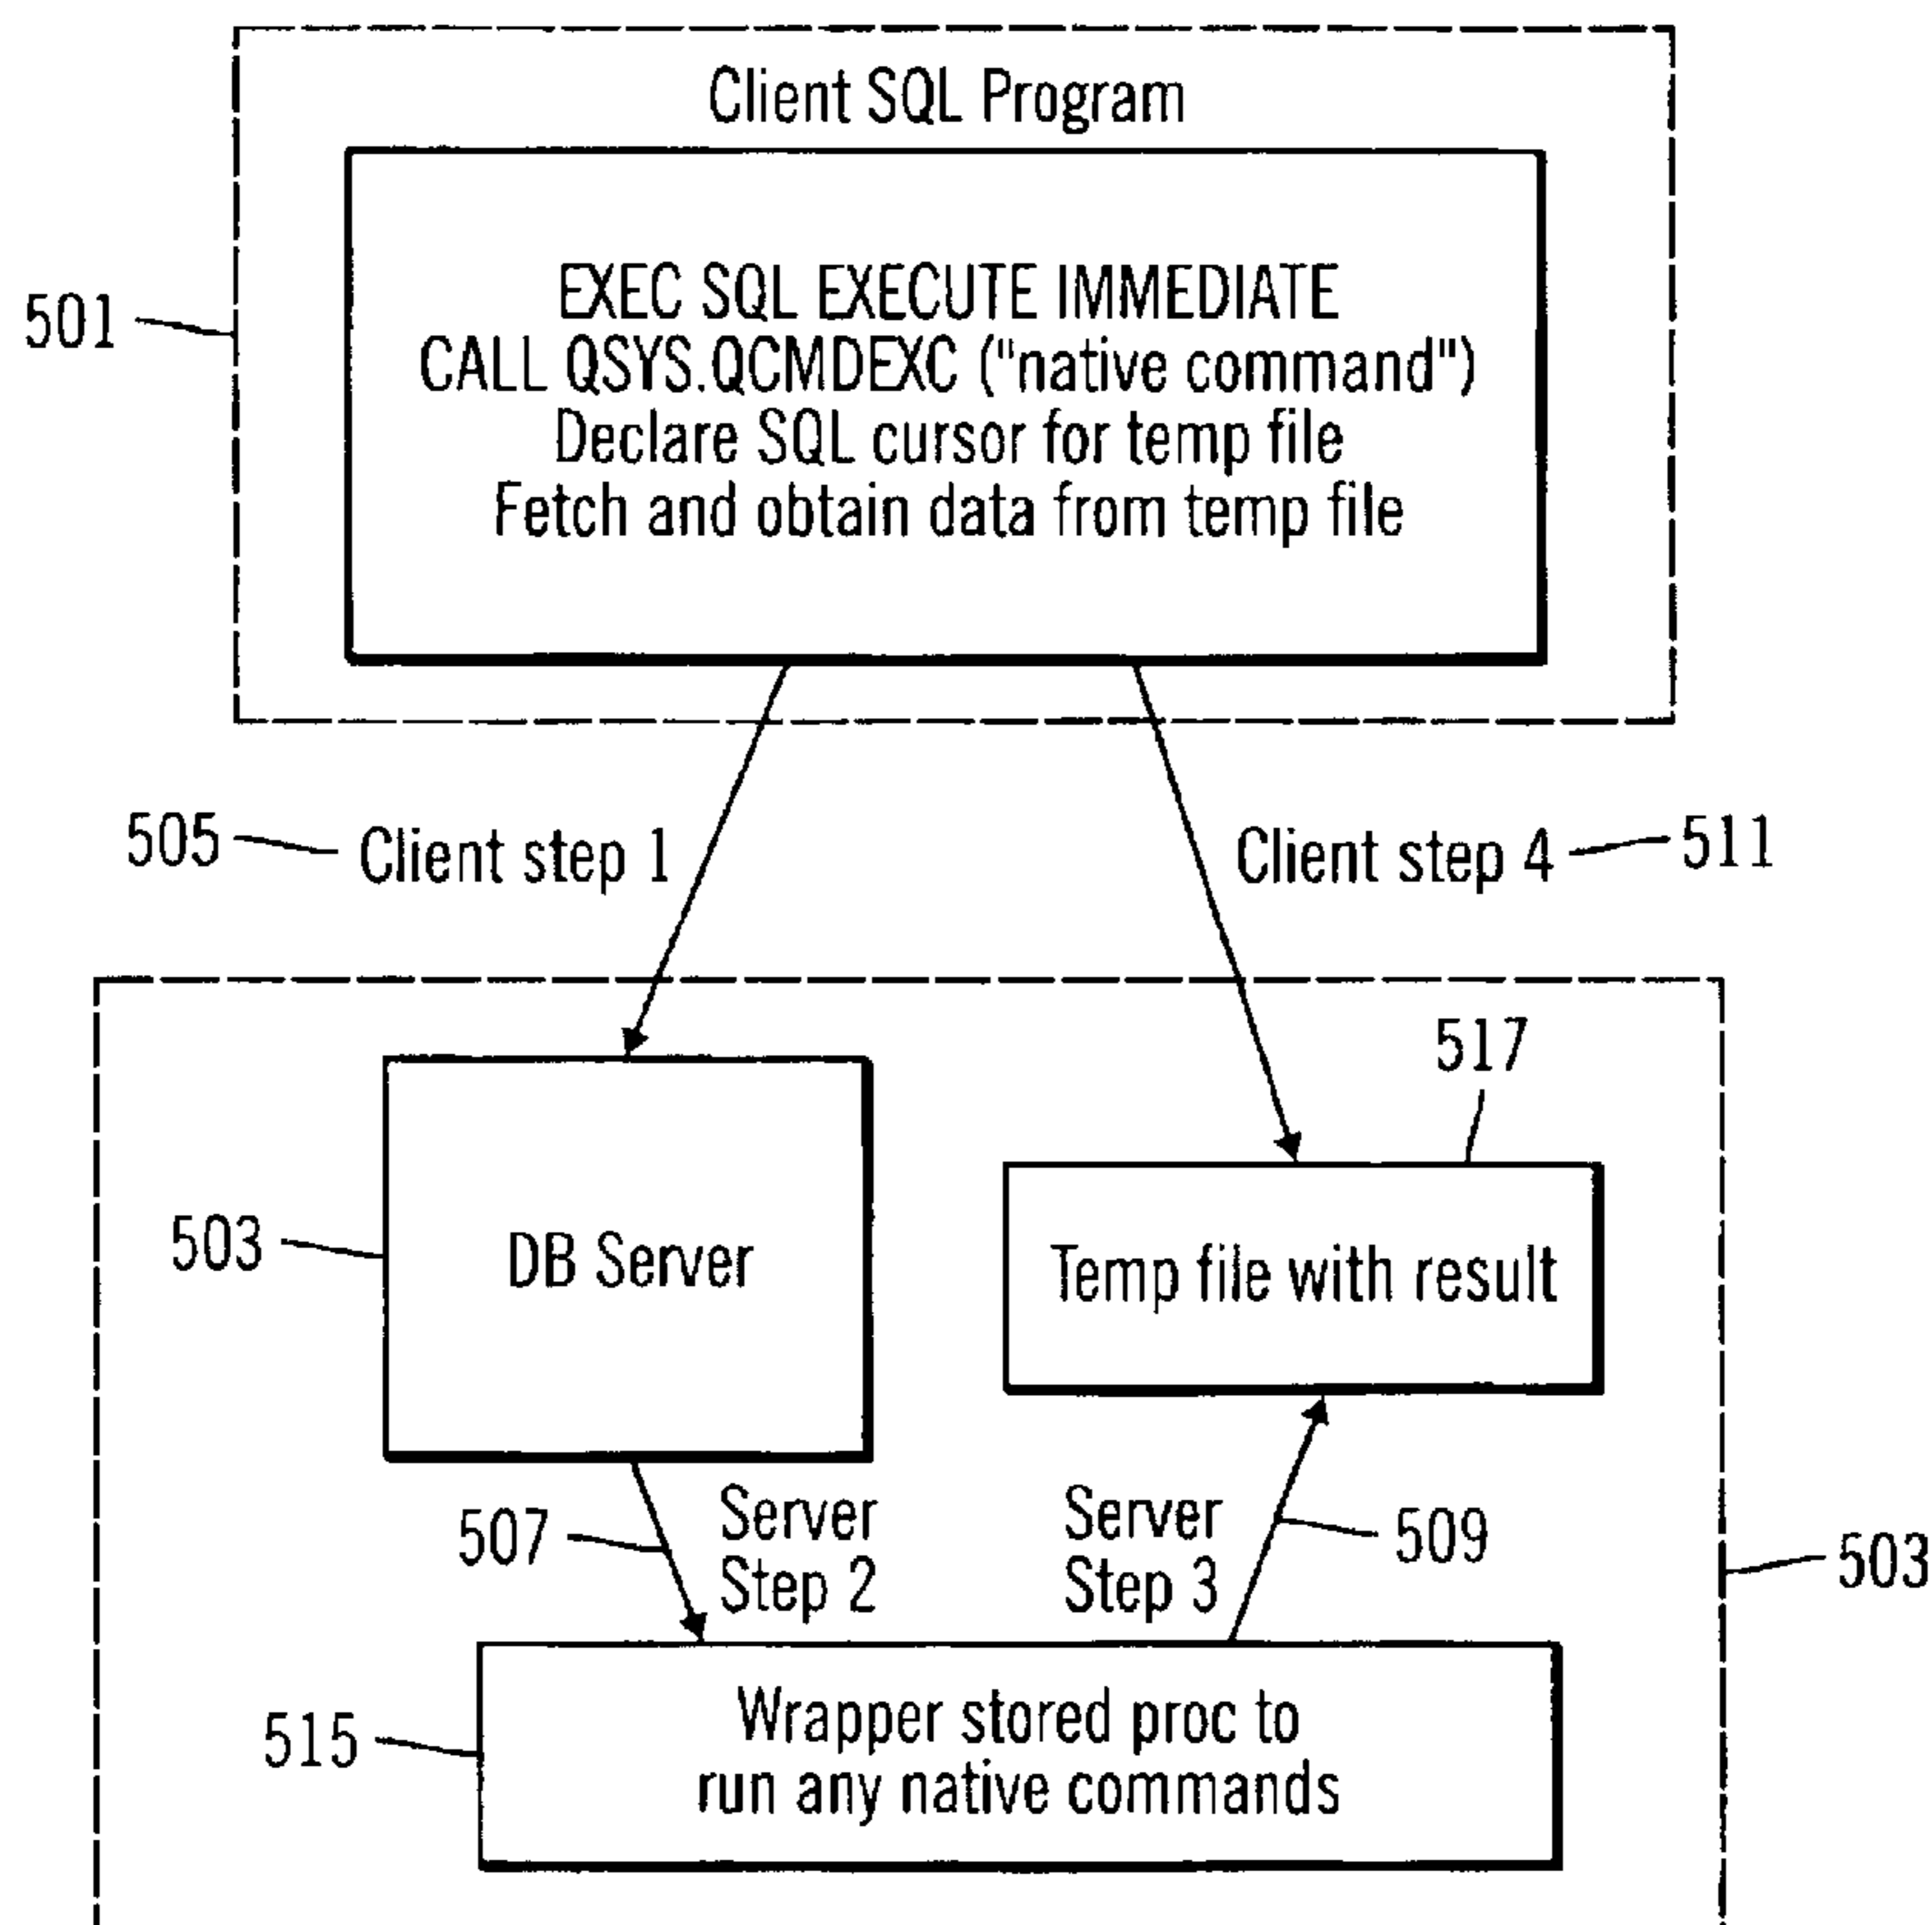 Client SQL Program
EXEC SQL EXECUTE IMMEDIATE
CALL QSYS.QCMDEXC ("native command")
Declare SQL cursor for temp file
Fetch and obtain data from temp file
501
505
Client step 1
Client step 4
511
517
503
DB Server
Temp file with result
507
Server
Step 2
Server
Step 3
509
503
515
Wrapper stored proc to
run any native commands